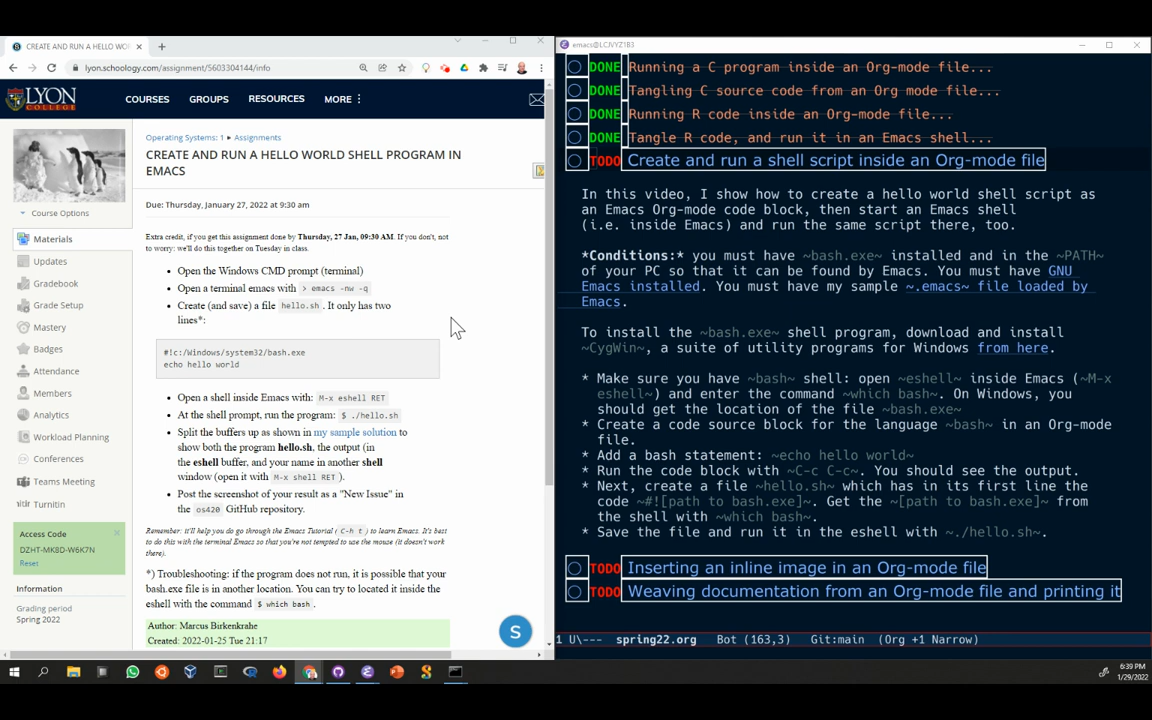 CREATE AND RUN A HELLO WO
lyon.schoology.com/assignment/5603304144/info
LYON
COLLEGE
COURSES
GROUPS
RESOURCES
MORE
Operating Systems: 1 ▸ Assignments
CREATE AND RUN A HELLO WORLD SHELL PROGRAM IN
EMACS
Due: Thursday, January 27, 2022 at 9:30 am
Course Options
Materials
Updates
Gradebook
Grade Setup
Mastery
Badges
Attendance
Members
Analytics
Workload Planning
Conferences
Teams Meeting
Turnitin
Access Code
DZHT-MK8D-W6K7N
Reset
Information
Grading period
Spring 2022
Extra credit, if you get this assignment done by Thursday, 27 Jan, 09:30 AM. If you don't, not
to worry: we'll do this together on Tuesday in class.
• Open the Windows CMD prompt (terminal)
• Open a terminal emacs with > emacs -nw -q
• Create (and save) a file hello.sh. It only has two
lines*:
#!c:/Windows/system32/bash.exe
echo hello world
• Open a shell inside Emacs with: M-x eshell RET
• At the shell prompt, run the program: $ ./hello.sh
• Split the buffers up as shown in my sample solution to
show both the program hello.sh, the output (in
the eshell buffer, and your name in another shell
window (open it with M-x shell RET).
• Post the screenshot of your result as a "New Issue" in
the os420 GitHub repository.
Remember: it'll help you do go through the Emacs Tutorial (C-h t) to learn Emacs. It's best
to do this with the terminal Emacs so that you're not tempted to use the mouse (it doesn't work
there).
*) Troubleshooting: if the program does not run, it is possible that your
bash.exe file is in another location. You can try to located it inside the
eshell with the command $ which bash.
Author: Marcus Birkenkrahe
Created: 2022-01-25 Tue 21:17
S
emacs@LCJVYZ1B3
DONE Running a C program inside an Org-mode file...
DONE Tangling C source code from an Org mode file...
DONE Running R code inside an Org-mode file...
DONE Tangle R code, and run it in an Emacs shell...
TODO Create and run a shell script inside an Org-mode file
In this video, I show how to create a hello world shell script as
an Emacs Org-mode code block, then start an Emacs shell
(i.e. inside Emacs) and run the same script there, too.
*Conditions:* you must have ~bash.exe~ installed and in the ~PATH~
of your PC so that it can be found by Emacs. You must have GNU
Emacs installed. You must have my sample ~.emacs~ file loaded by
Emacs.
To install the ~bash.exe~ shell program, download and install
~CygWin~, a suite of utility programs for Windows from here.
* Make sure you have ~bash~ shell: open ~eshell~ inside Emacs (~M-x
eshell~) and enter the command ~which bash~. On Windows, you
should get the location of the file ~bash.exe~
* Create a code source block for the language ~bash~ in an Org-mode
file.
* Add a bash statement: ~echo hello world~
* Run the code block with ~C-c C-c~. You should see the output.
* Next, create a file ~hello.sh~ which has in its first line the
code ~#![path to bash.exe]~. Get the ~[path to bash.exe]~ from
the shell with ~which bash~.
* Save the file and run it in the eshell with ~./hello.sh~.
TODO Inserting an inline image in an Org-mode file
TODO Weaving documentation from an Org-mode file and printing it
1 U\--- spring22.org Bot (163,3) Git:main (Org +1 Narrow)
6:39 PM
1/29/2022